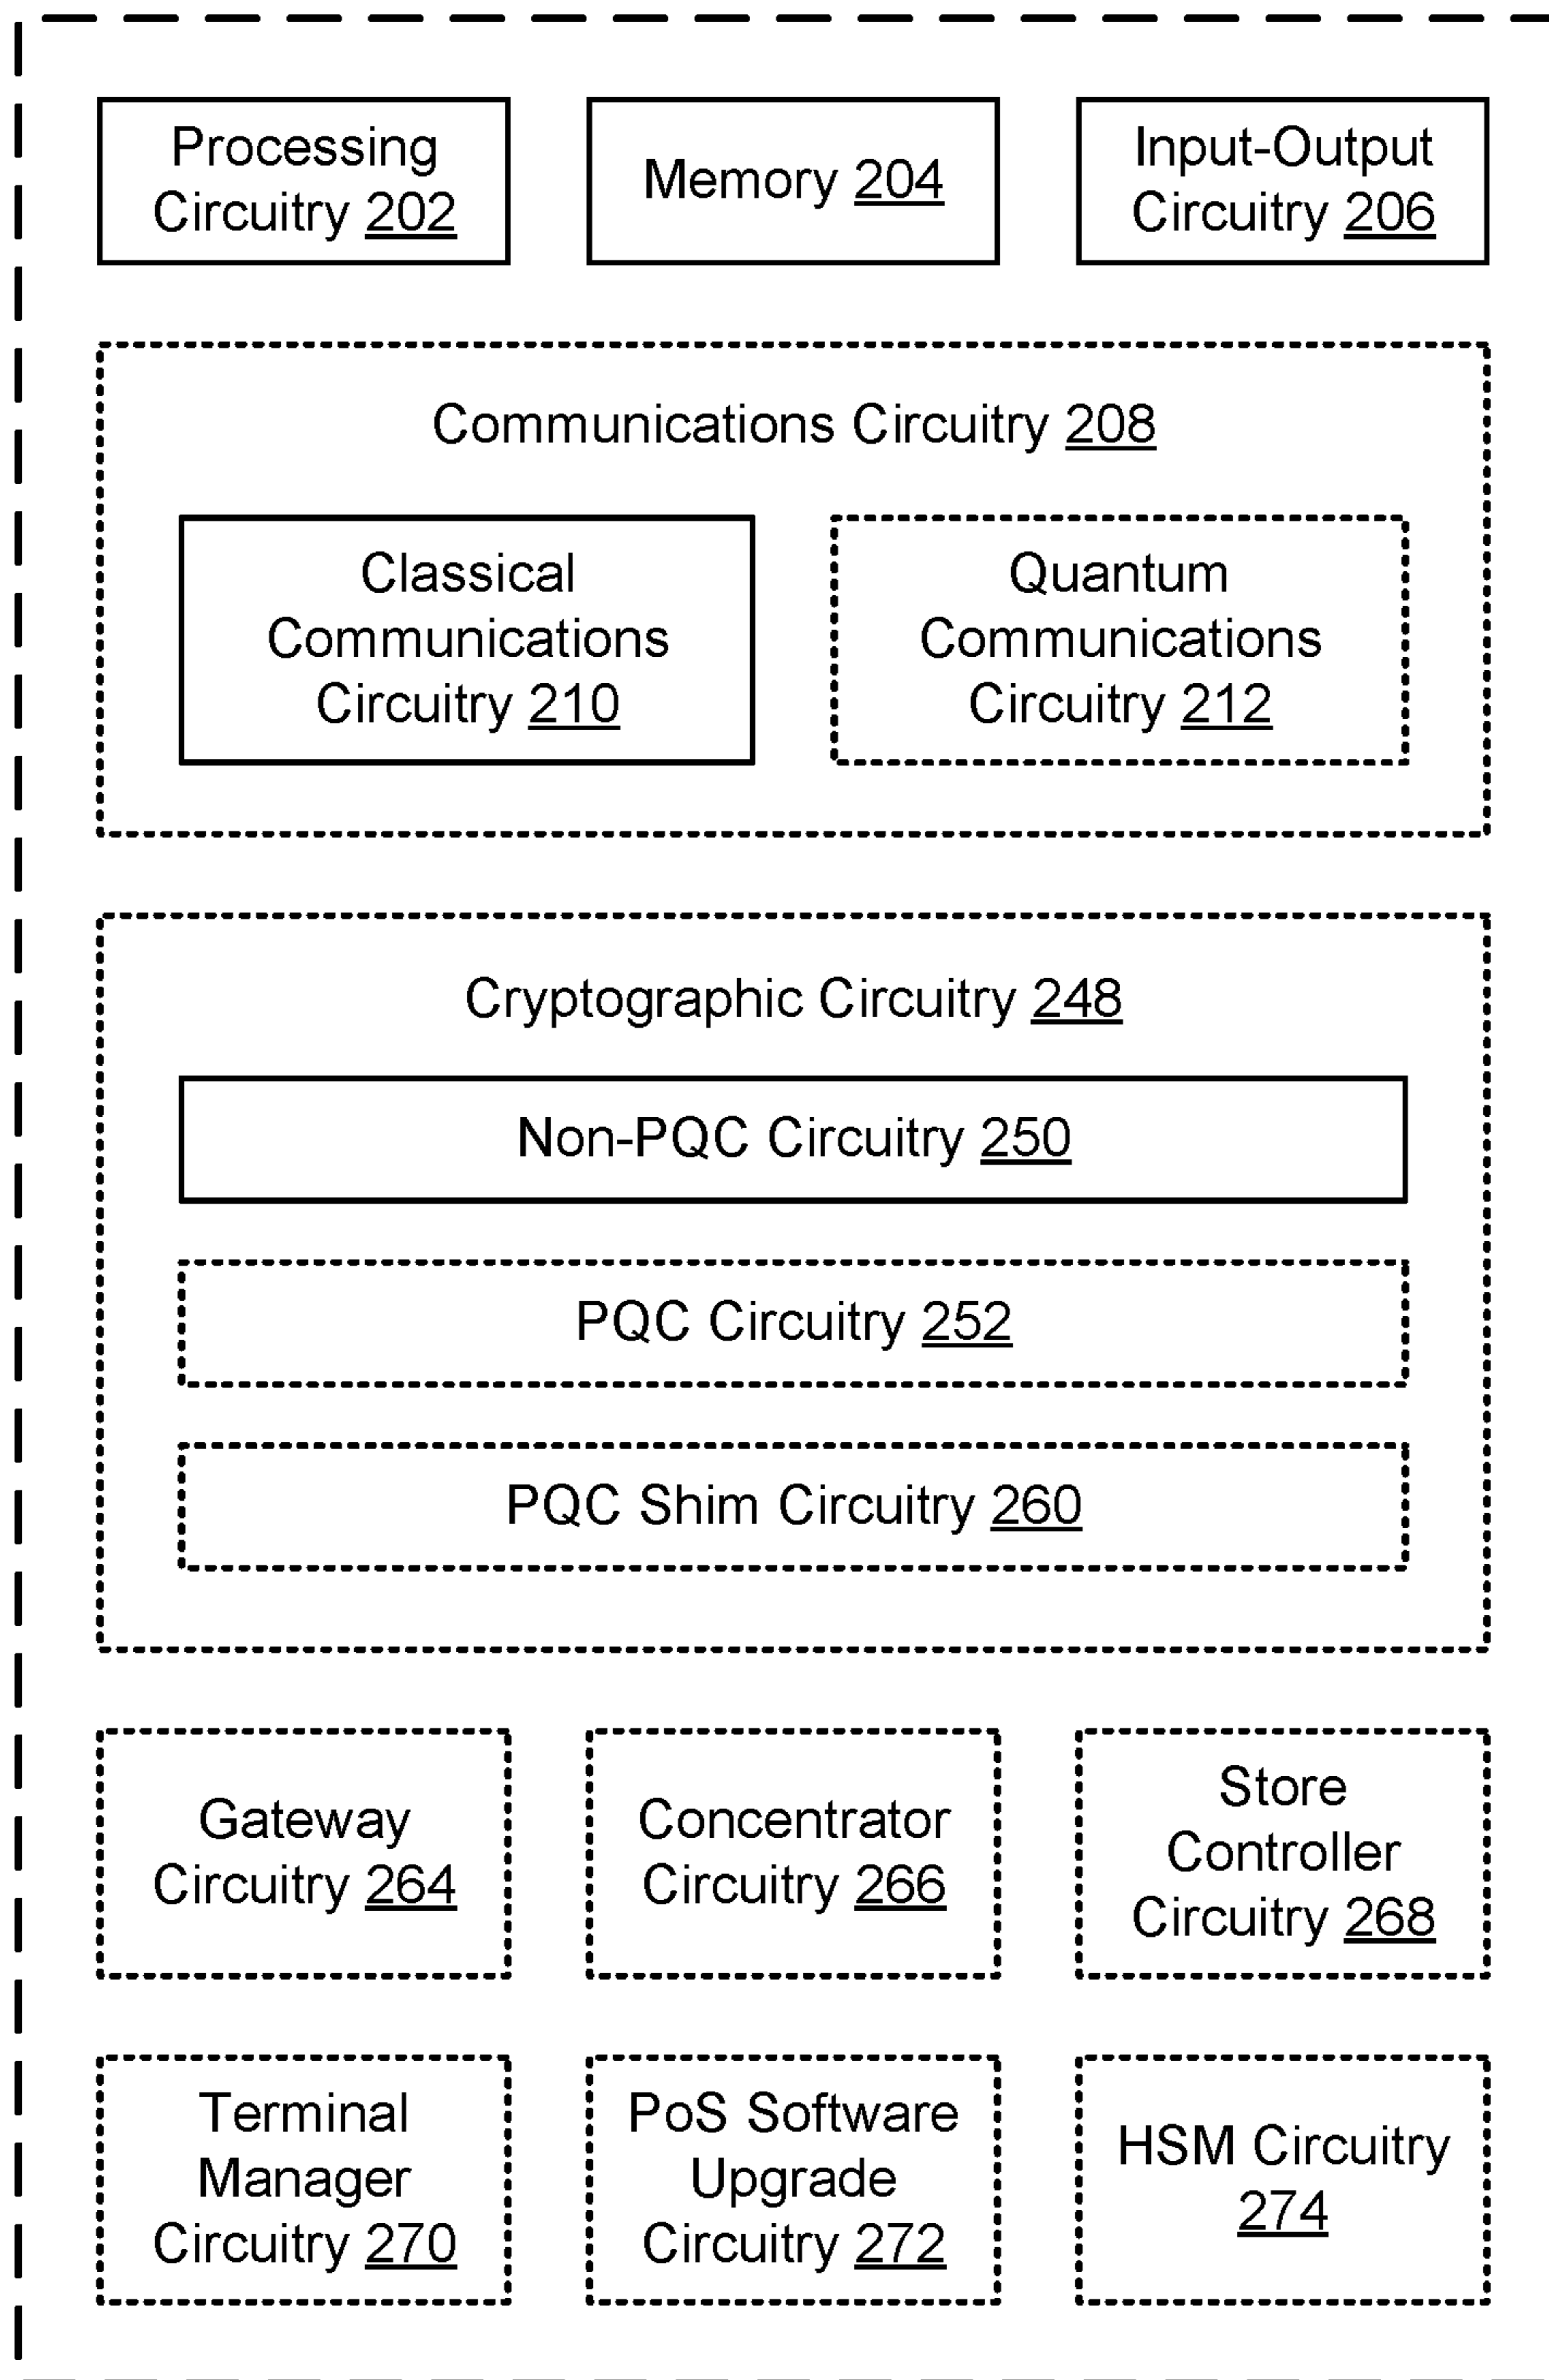 Processing
Circuitry 202
Memory 204
Input-Output
Circuitry 206
Communications Circuitry 208
Classical
Communications
Circuitry 210
Quantum
Communications
Circuitry 212
Cryptographic Circuitry 248
Non-PQC Circuitry 250
PQC Circuitry 252
PQC Shim Circuitry 260
Gateway
Circuitry 264
Concentrator
Circuitry 266
Store
Controller
Circuitry 268
Terminal
Manager
Circuitry 270
PoS Software
Upgrade
Circuitry 272
HSM Circuitry
274